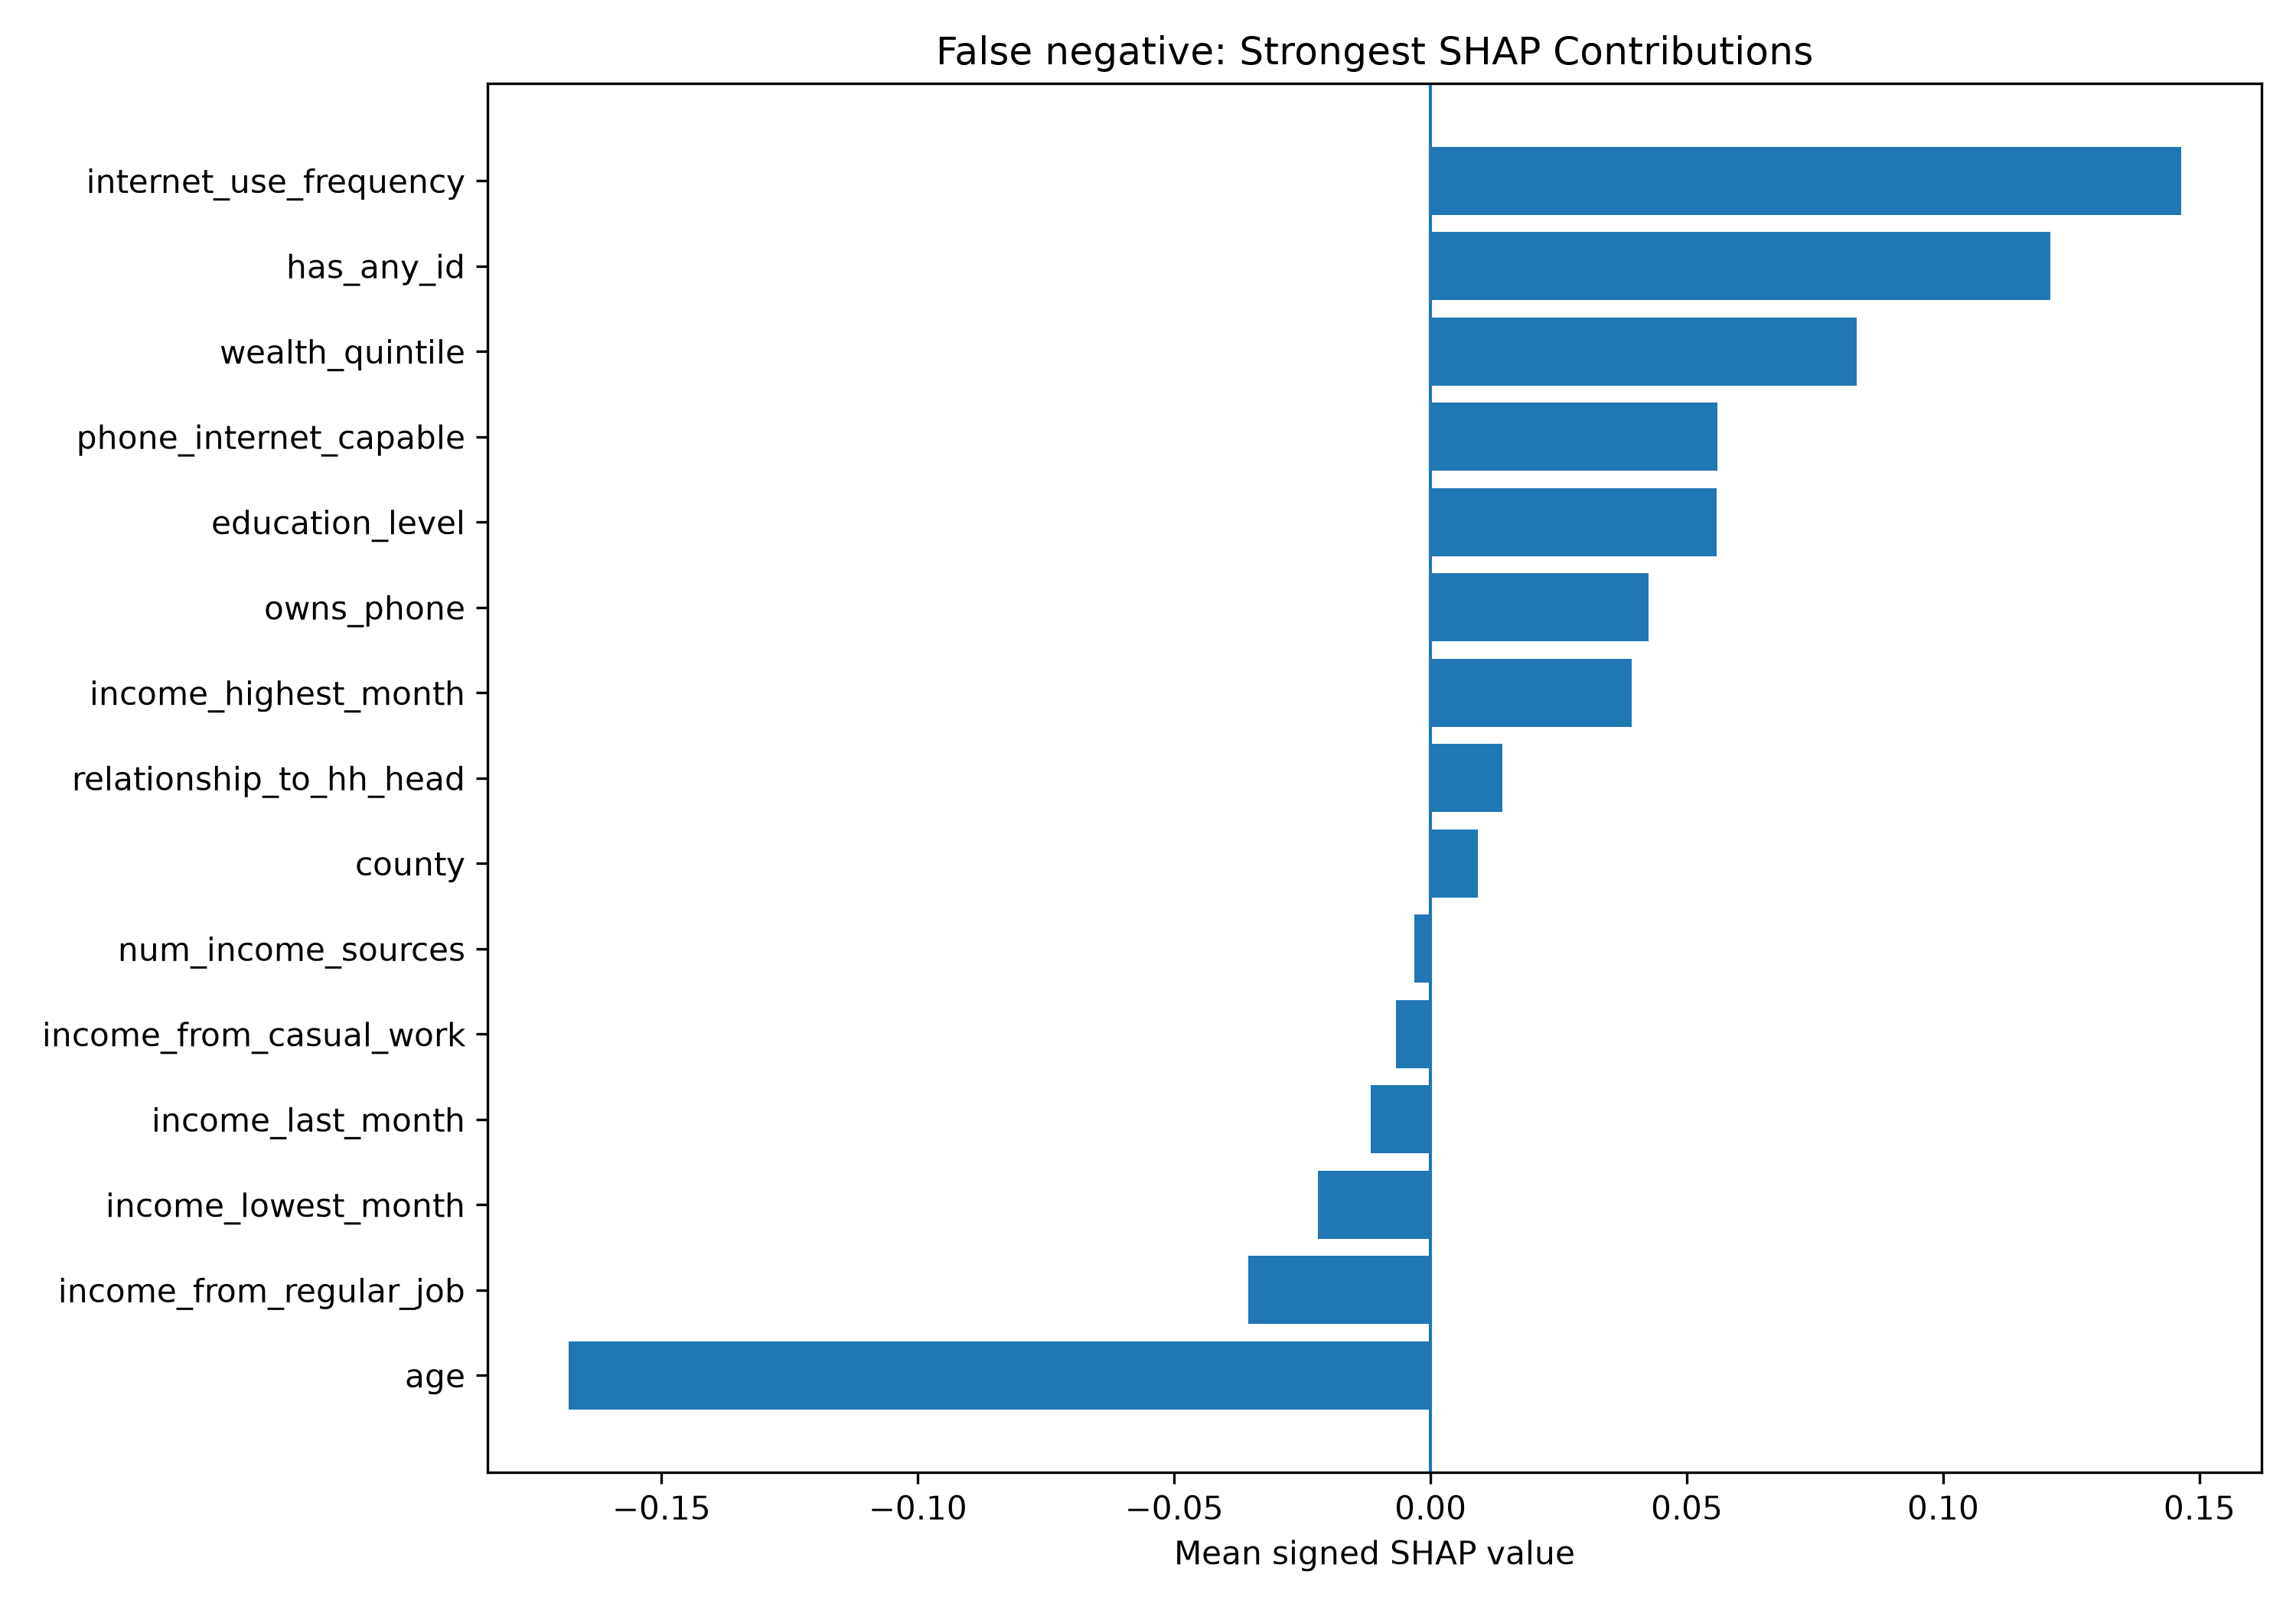 False negative: Strongest SHAP Contributions
internet_use_frequency
has_any_id
wealth_quintile
phone_internet_capable
education_level
owns_phone
income_highest_month
relationship_to_hh_head
county
num_income_sources
income_from_casual_work
income_last_month
income_lowest_month
income_from_regular_job
age
−0.15 −0.10 −0.05 0.00 0.05 0.10 0.15
Mean signed SHAP value